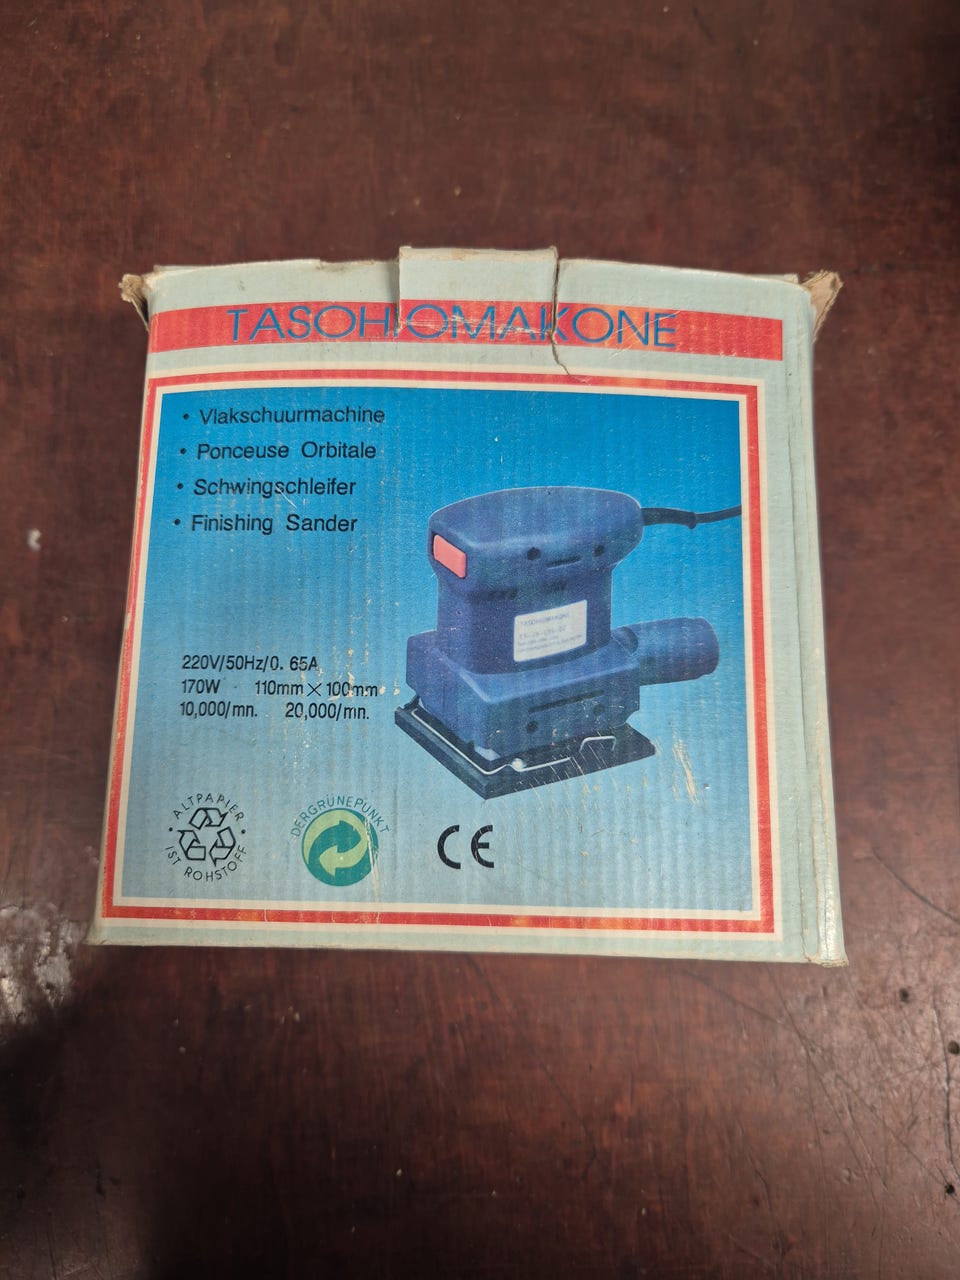 TASOHIOMAKONE
• Vlakschuurmachine
• Ponceuse Orbitale
• Schwingschleifer
• Finishing Sander
TASOHIOMAKONE
220V/50Hz/0. 65A
170W 110mm×100mm
10,000/mn. 20,000/mn.
ALTPAPIER
IST ROHSTOFF
DERGRÜNEPUNKT
CE